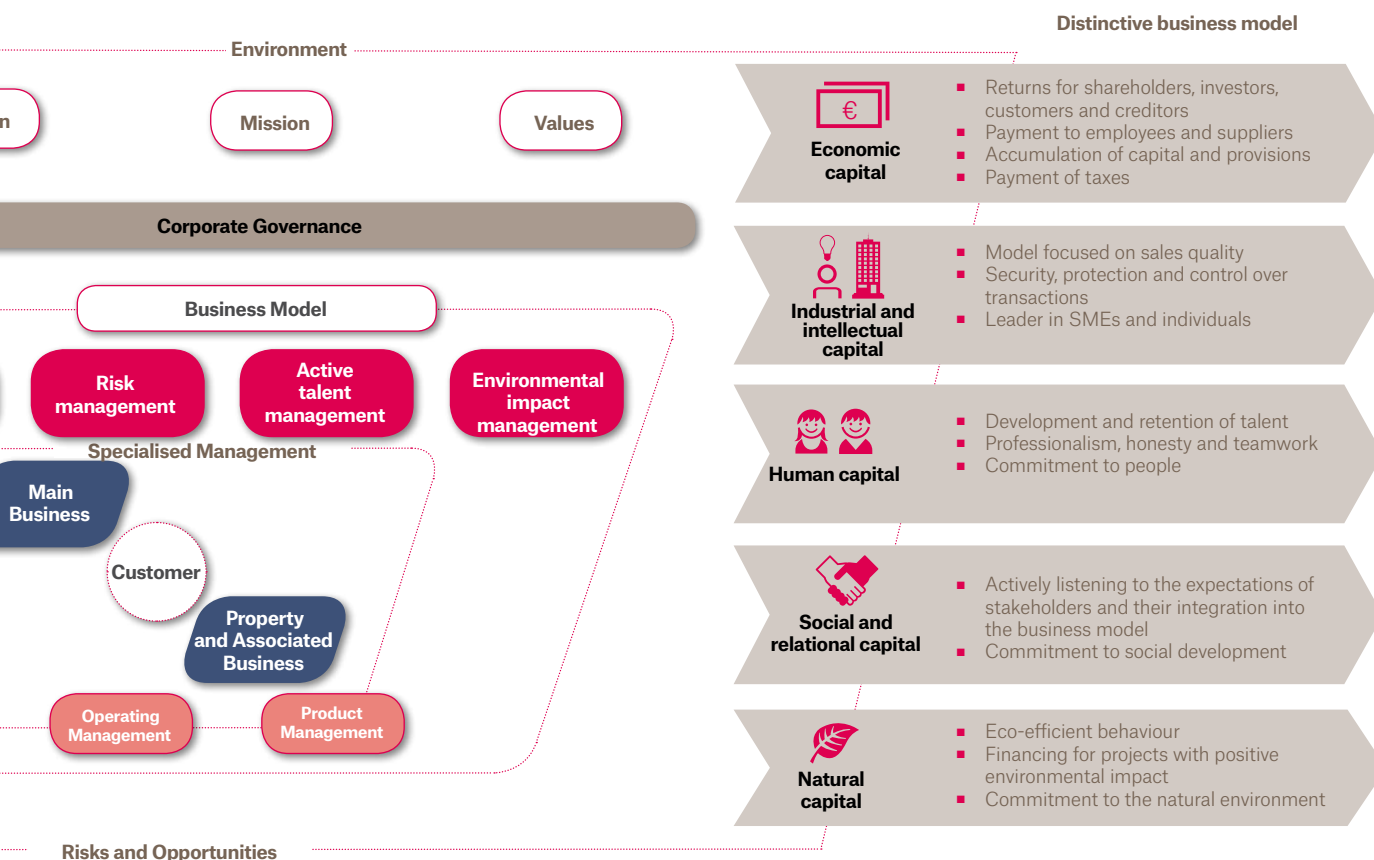 Distinctive business model
Environment
n
Mission
Values
Corporate Governance
Business Model
Risk
management
Active
talent
management
Environmental
impact
management
Specialised Management
Main
Business
Customer
Property
and Associated
Business
Operating
Management
Product
Management
Risks and Opportunities
€
Economic
capital
Returns for shareholders, investors,
customers and creditors
Payment to employees and suppliers
Accumulation of capital and provisions
Payment of taxes
Industrial and
intellectual
capital
Model focused on sales quality
Security, protection and control over
transactions
Leader in SMEs and individuals
Human capital
Development and retention of talent
Professionalism, honesty and teamwork
Commitment to people
Social and
relational capital
Actively listening to the expectations of
stakeholders and their integration into
the business model
Commitment to social development
Natural
capital
Eco-efficient behaviour
Financing for projects with positive
environmental impact
Commitment to the natural environment